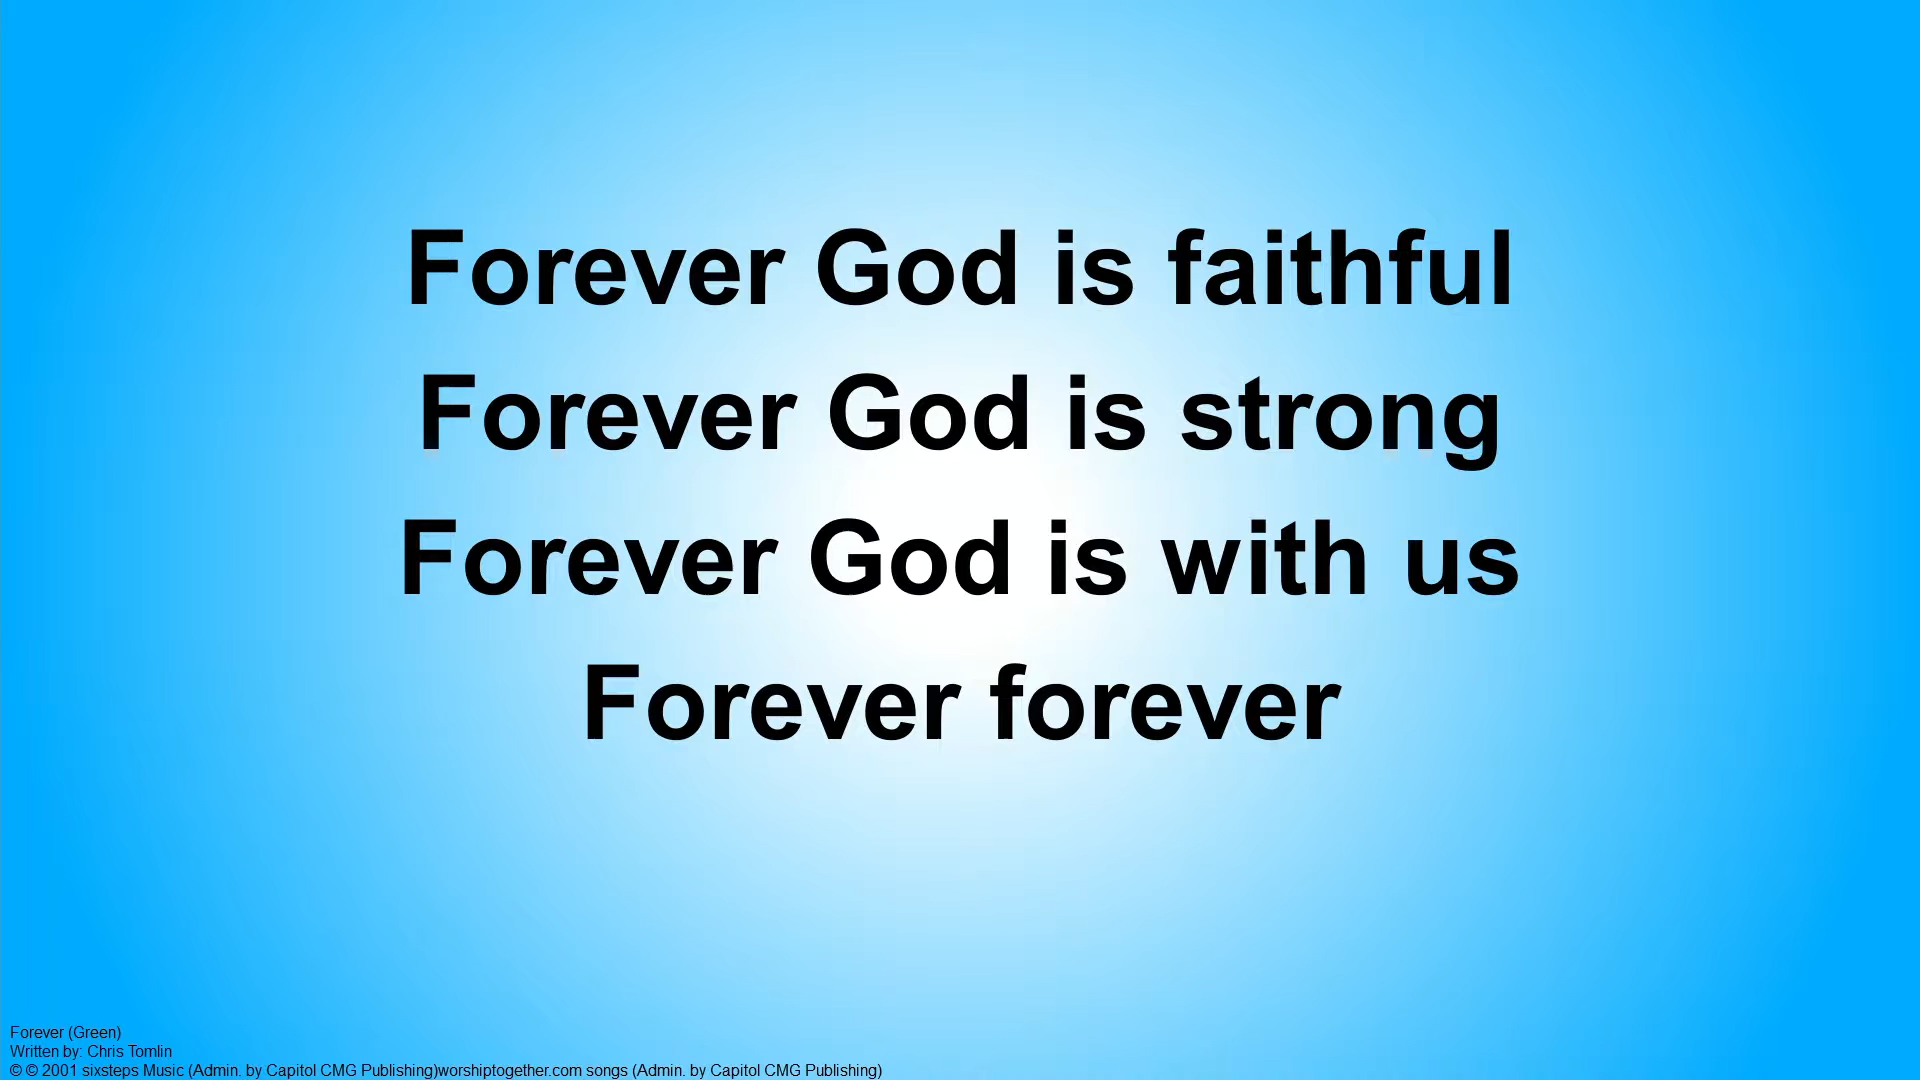 Forever God is faithful
Forever God is strong
Forever God is with us
Forever forever
Forever (Green)
Written by: Chris Tomlin
© © 2001 sixsteps Music (Admin. by Capitol CMG Publishing)worshiptogether.com songs (Admin. by Capitol CMG Publishing)